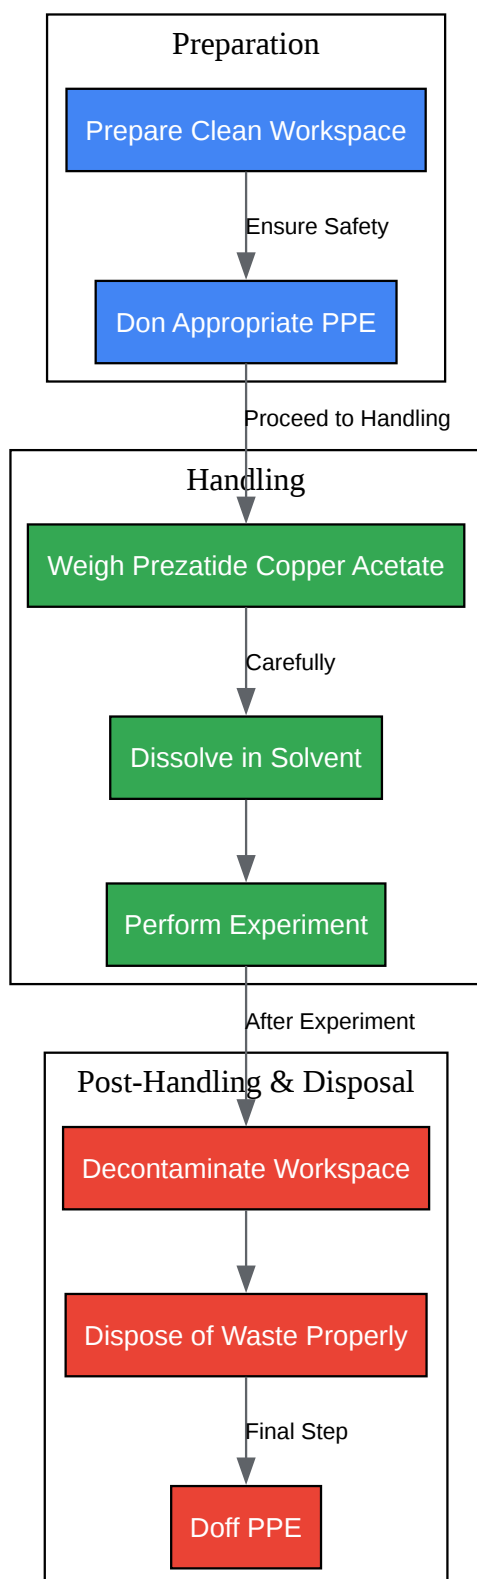 Preparation
Prepare Clean Workspace
Ensure Safety
Don Appropriate PPE
Proceed to Handling
Handling
Weigh Prezatide Copper Acetate
Carefully
Dissolve in Solvent
Perform Experiment
After Experiment
Post-Handling & Disposal
Decontaminate Workspace
Dispose of Waste Properly
Final Step
Doff PPE